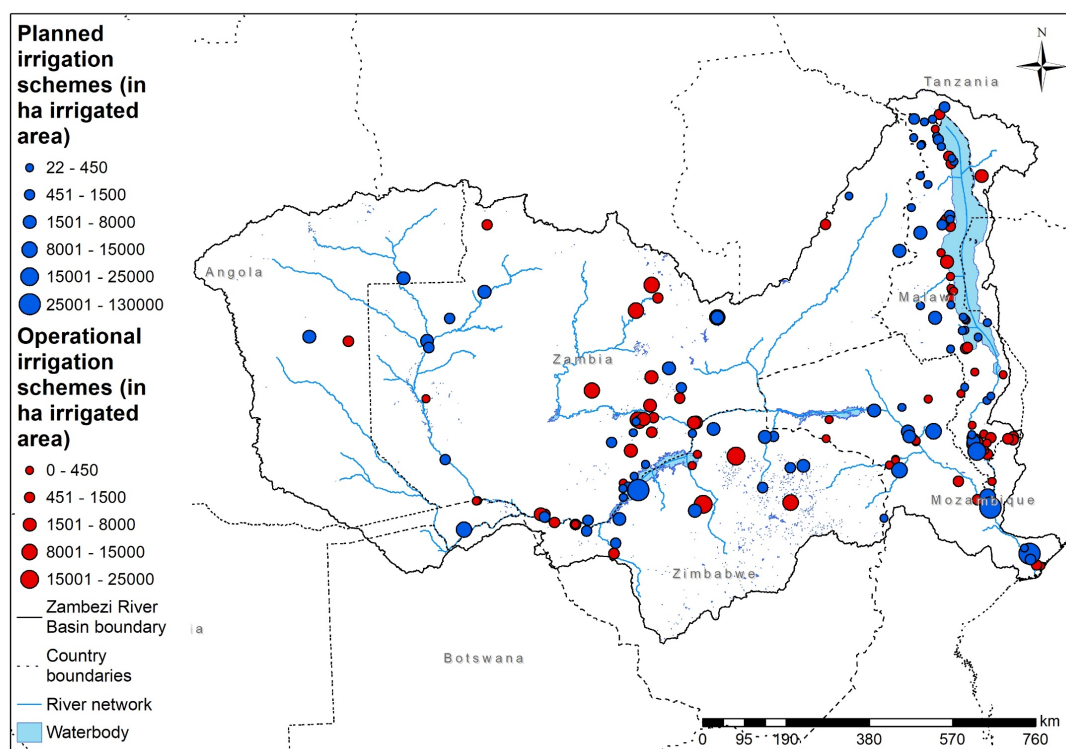 Planned
irrigation
schemes (in
ha irrigated
area)
22 - 450
451 - 1500
1501 - 8000
8001 - 15000
15001 - 25000
25001 - 130000
Operational
irrigation
schemes (in
ha irrigated
area)
0 - 450
451 - 1500
1501 - 8000
8001 - 15000
15001 - 25000
Zambezi River
Basin boundary
Country
boundaries
River network
Waterbody
N
Tanzania
Angola
Malawi
Zambia
Mozambique
Zimbabwe
ia
Botswana
km
0 95 190 380 570 760